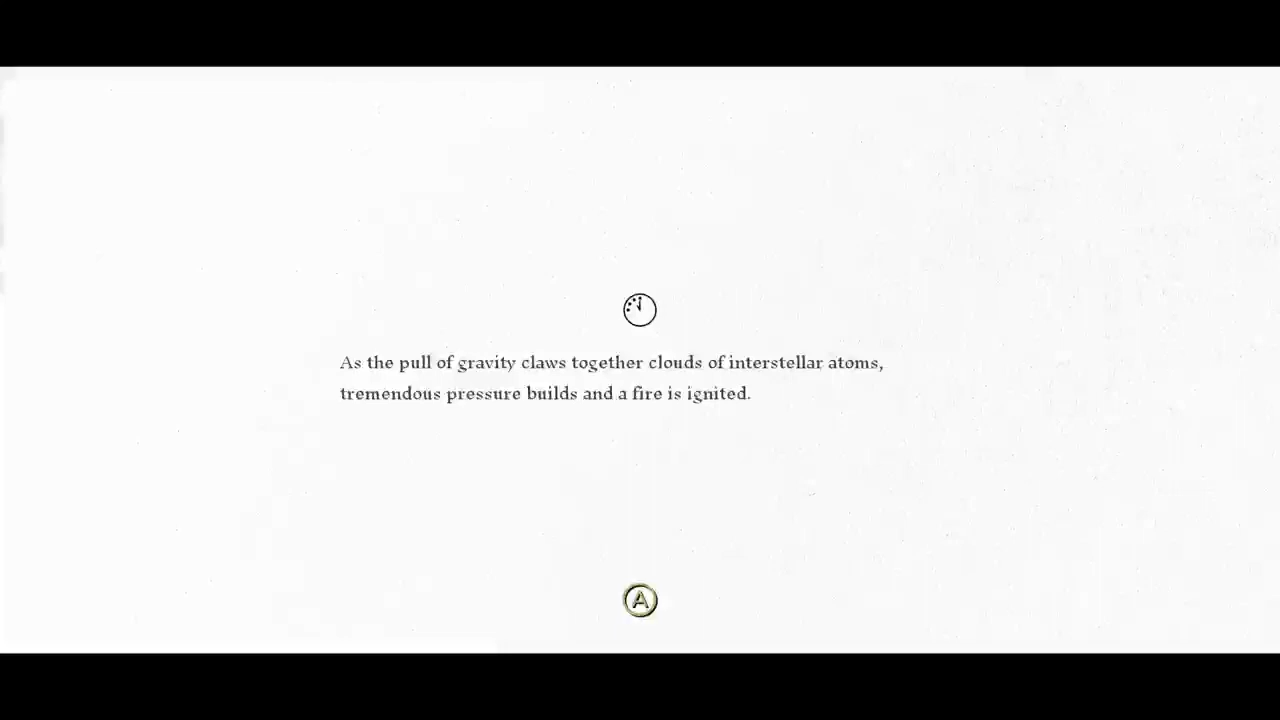 As the pull of gravity claws together clouds of interstellar atoms,
tremendous pressure builds and a fire is ignited.
A